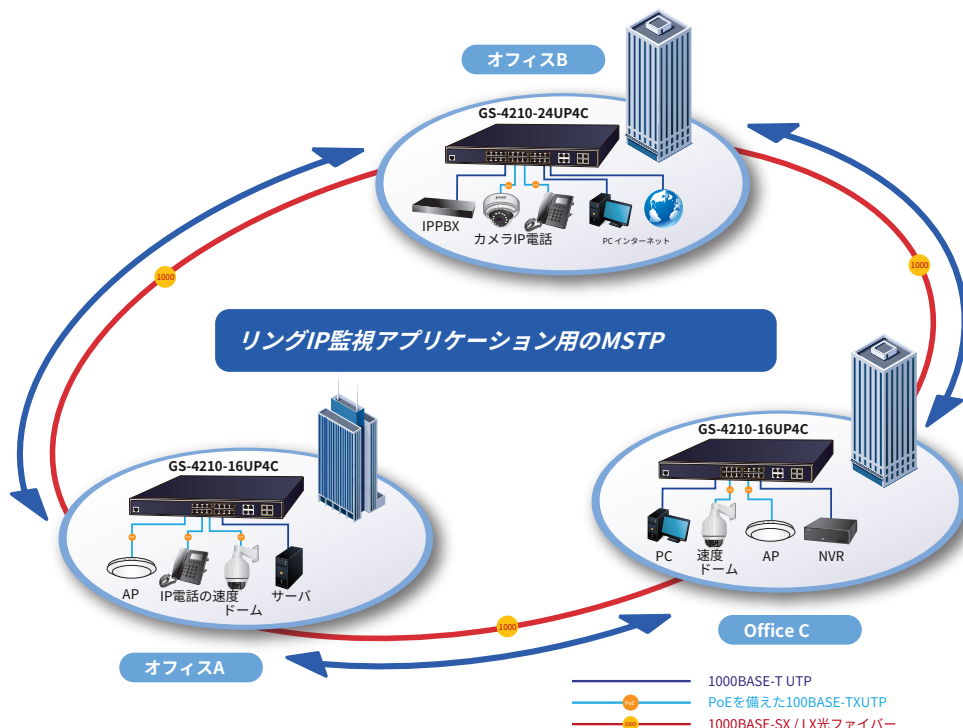 オフィスB
GS-4210-24UP4C
IPPBX
カメラIP電話
PC インターネット
1000
1000
リングIP監視アプリケーション用のMSTP
GS-4210-16UP4C
GS-4210-16UP4C
PC
速度
ドーム
AP
NVR
AP
IP電話の速度
ドーム
サーバ
1000
Office C
オフィスA
1000BASE-T UTP
PoE
PoEを備えた100BASE-TXUTP
1000
1000BASE-SX / LX光ファイバー